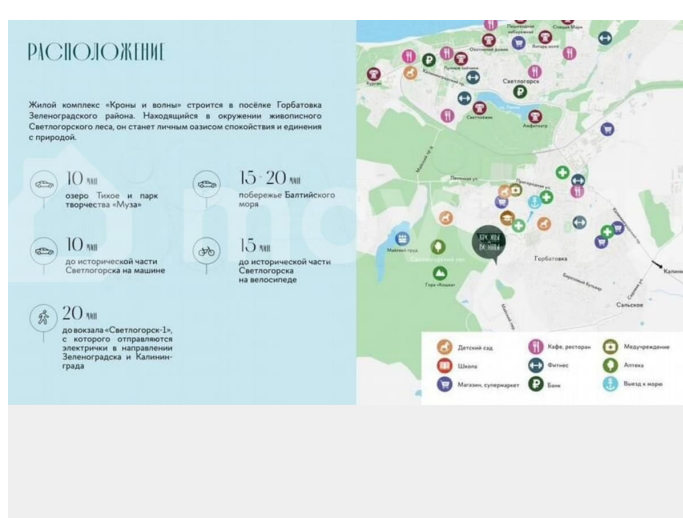 РАСПОЛОЖЕНИЕ
Жилой комплекс «Кроны и волны» строится в посёлке Горбатовка
Зеленоградского района. Находящийся в окружении живописного
Светлогорского леса, он станет личным оазисом спокойствия и единения
с природой.
10 мин
озеро Тихое и парк
творчества «Муза»
15-20 мин
побережье Балтийского
моря
10 мин
до исторической части
Светлогорска на машине
15 мин
до исторической части
Светлогорска
на велосипеде
20 мин
до вокзала «Светлогорск-1»,
с которого отправляются
электрички в направлении
Зеленоградска и Калинин-
града
Светлогорск
КРОНЫ
ВОЛНЫ
Горбатовка
Гора «Кошка»
Сальское
Детский сад
Кафе, ресторан
Медучреждение
Школа
Фитнес
Аптека
Магазин, супермаркет
Банк
Выезд к морю